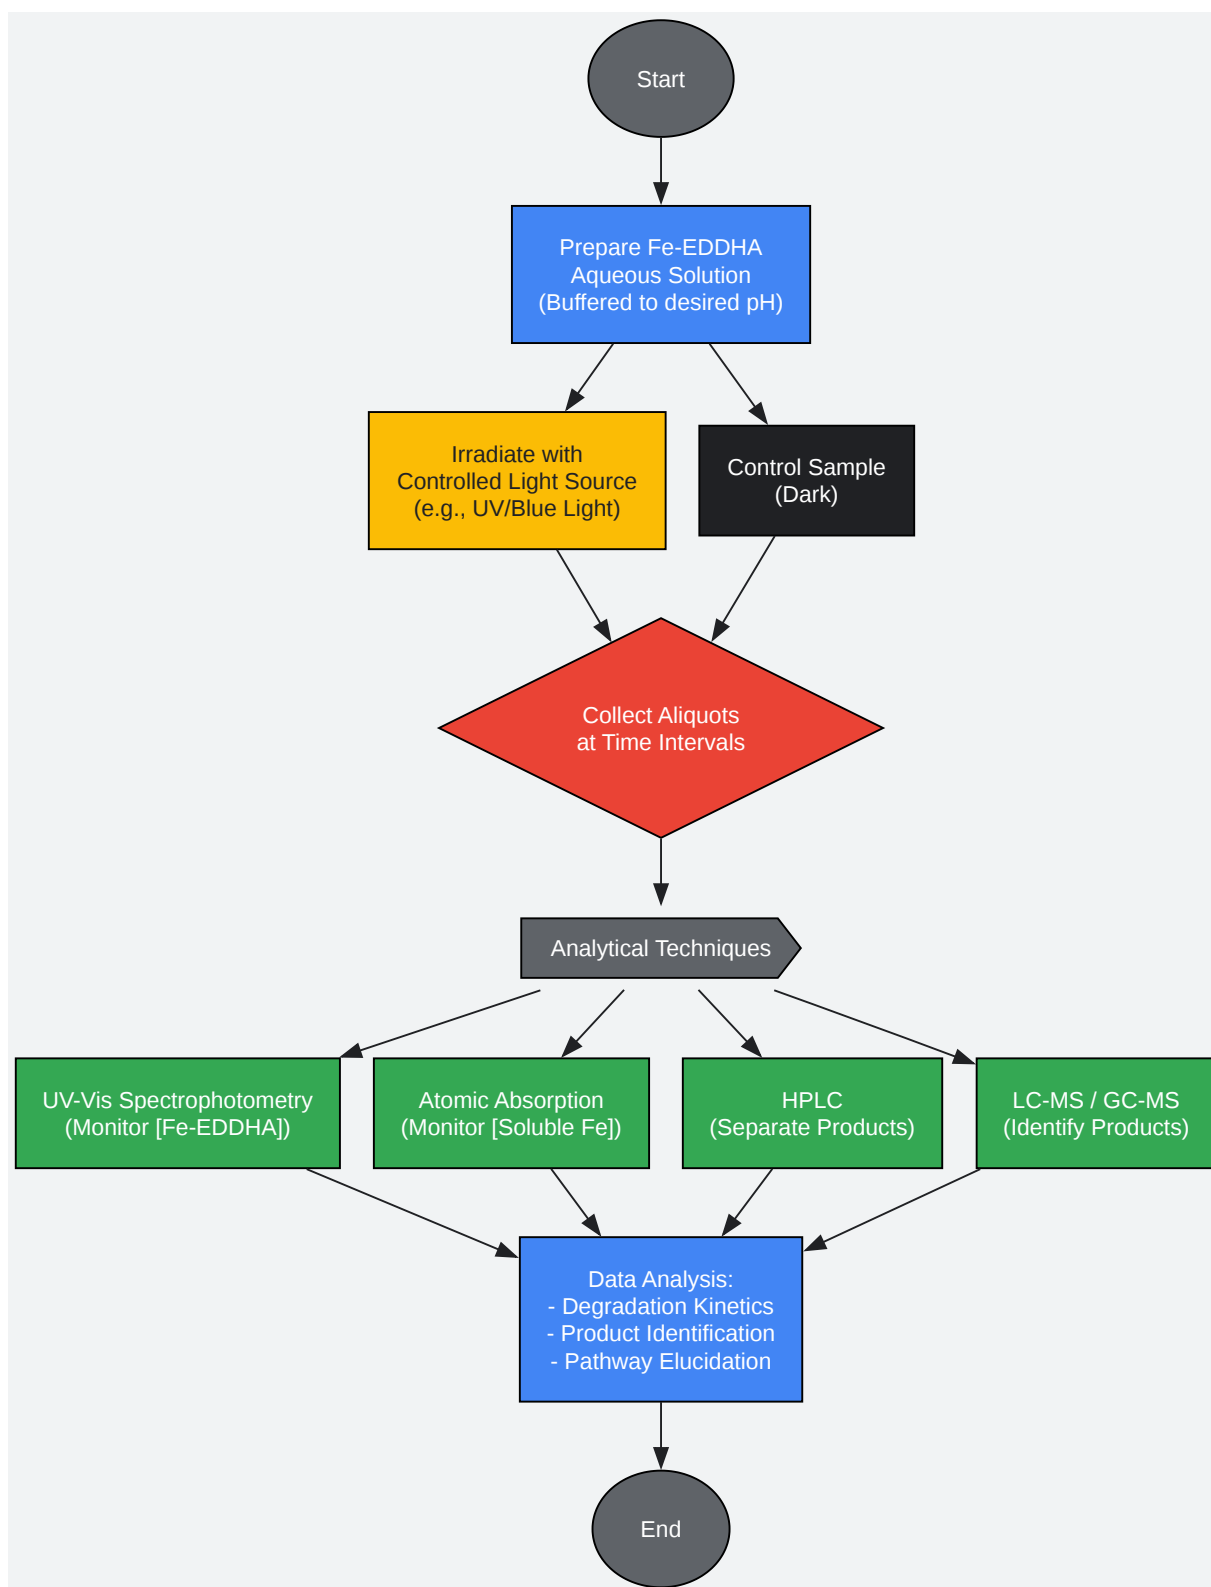 Start
Prepare Fe-EDDHA
Aqueous Solution
(Buffered to desired pH)
Irradiate with
Controlled Light Source
(e.g., UV/Blue Light)
Control Sample
(Dark)
Collect Aliquots
at Time Intervals
Analytical Techniques
UV-Vis Spectrophotometry
(Monitor [Fe-EDDHA])
Atomic Absorption
(Monitor [Soluble Fe])
HPLC
(Separate Products)
LC-MS / GC-MS
(Identify Products)
Data Analysis:
- Degradation Kinetics
- Product Identification
- Pathway Elucidation
End